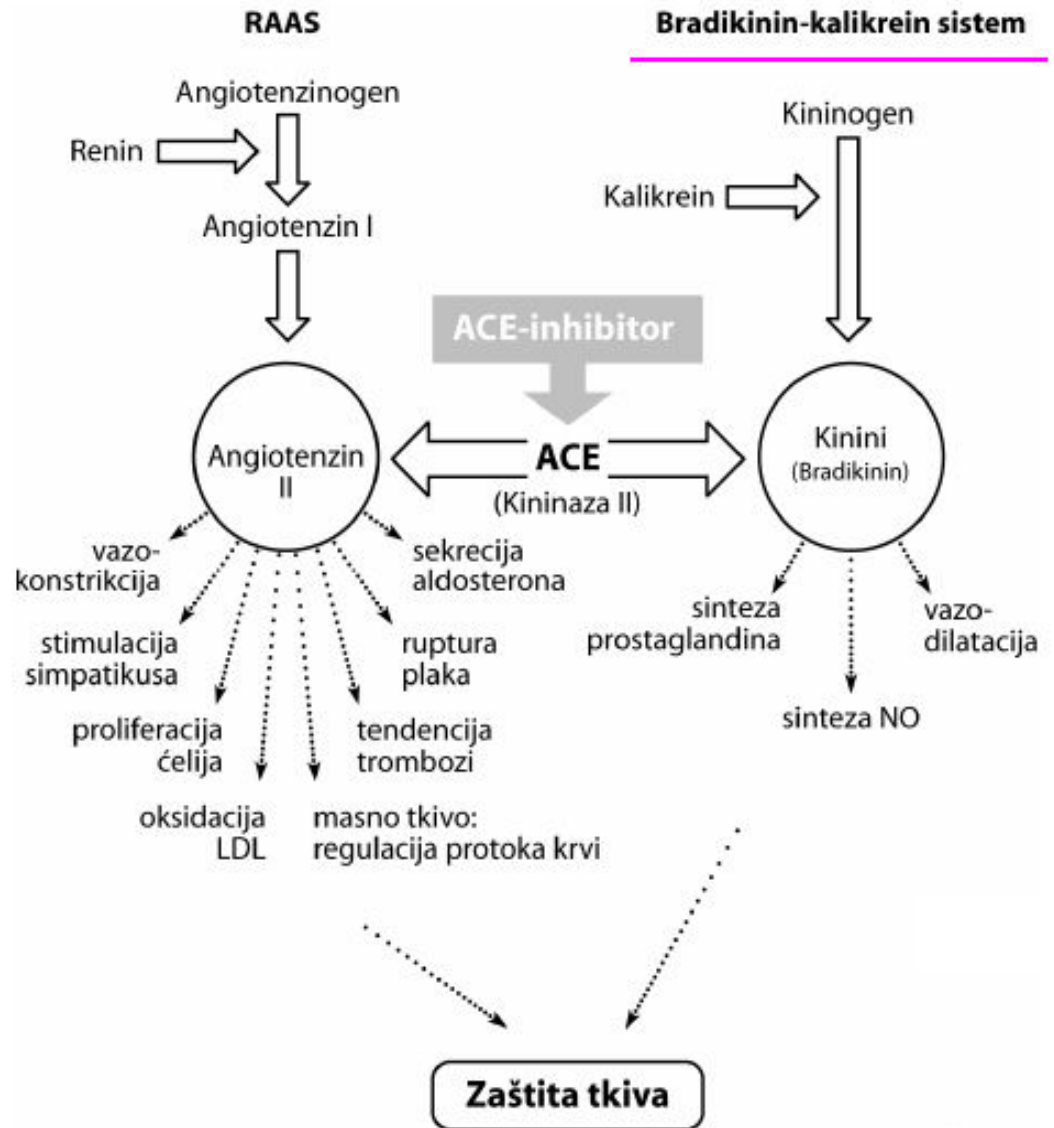 RAAS
Bradikinin-kalikrein sistem
Angiotenzinogen
Renin
Angiotenzin I
Kininogen
Kalikrein
ACE-inhibitor
Angiotenzin
II
ACE
(Kininaza II)
Kinini
(Bradikinin)
vazo-
konstrikcija
sekrecija
aldosterona
stimulacija
simpatikusa
ruptura
plaka
proliferacija
ćelija
tendencija
trombozi
oksidacija
LDL
masno tkivo:
regulacija protoka krvi
sinteza
prostaglandina
vazo-
dilatacija
sinteza NO
Zaštita tkiva